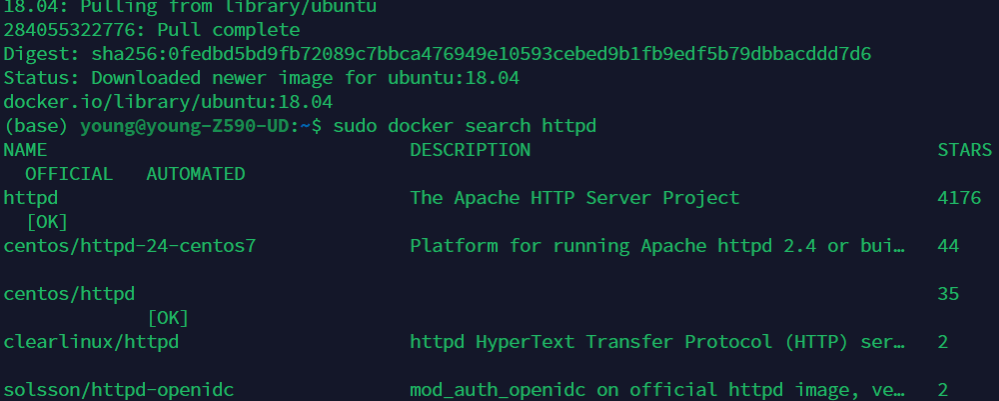 18.04: Pulling from library/ubuntu
284055322776: Pull complete
Digest: sha256:0fedbd5bd9fb72089c7bbca476949e10593cebed9b1fb9edf5b79dbbacddd7d6
Status: Downloaded newer image for ubuntu:18.04
docker.io/library/ubuntu:18.04
(base) young@young-Z590-UD:~$ sudo docker search httpd
NAME DESCRIPTION STARS
OFFICIAL AUTOMATED
httpd The Apache HTTP Server Project 4176
[OK]
centos/httpd-24-centos7 Platform for running Apache httpd 2.4 or bui… 44
centos/httpd 35
[OK]
clearlinux/httpd httpd HyperText Transfer Protocol (HTTP) ser… 2
solsson/httpd-openidc mod_auth_openidc on official httpd image, ve… 2